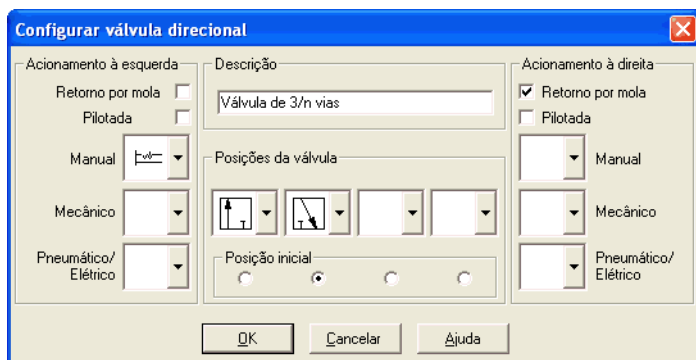 Configurar válvula direcional
Acionamento à esquerda
Retorno por mola
Pilotada
Manual
Mecânico
Pneumático/
Elétrico
Descrição
Válvula de 3/n vias
Posições da válvula
Posição inicial
Acionamento à direita
Retorno por mola
Pilotada
Manual
Mecânico
Pneumático/
Elétrico
OK
Cancelar
Ajuda